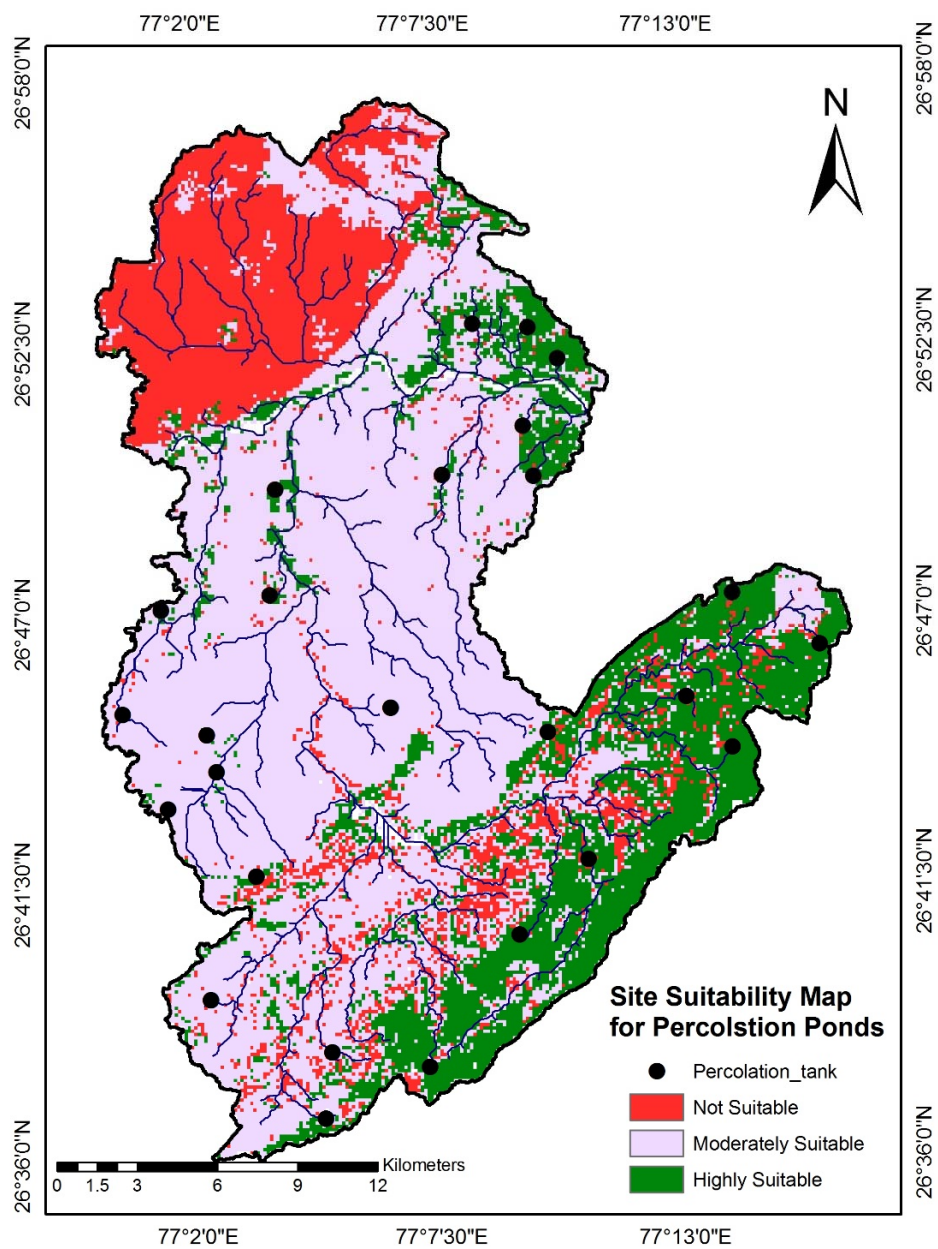 77°2'0"E 77°7'30"E 77°13'0"E
26°58'0"N 26°58'0"N
N
26°52'30"N 26°52'30"N
26°47'0"N 26°47'0"N
26°41'30"N 26°41'30"N
Site Suitability Map
for Percolstion Ponds
Percolation_tank
Not Suitable
Moderately Suitable
Highly Suitable
26°36'0"N 26°36'0"N
Kilometers
0 1.5 3 6 9 12
77°2'0"E 77°7'30"E 77°13'0"E